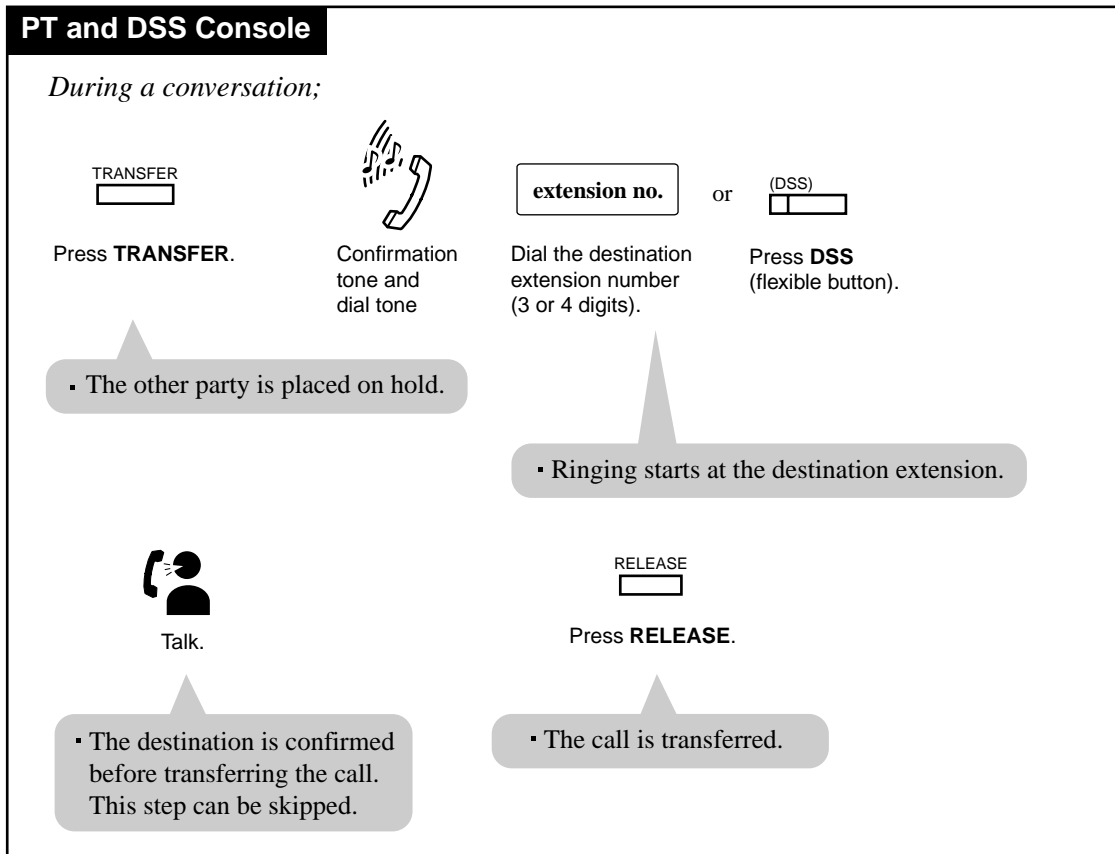 PT and DSS Console
During a conversation;
TRANSFER
Press TRANSFER.
Confirmation
tone and
dial tone
extension no.
Dial the destination
extension number
(3 or 4 digits).
or
(DSS)
Press DSS
(flexible button).
▪ The other party is placed on hold.
▪ Ringing starts at the destination extension.
Talk.
RELEASE
Press RELEASE.
▪ The destination is confirmed
before transferring the call.
This step can be skipped.
▪ The call is transferred.